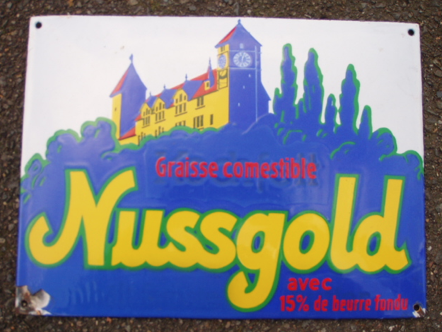 Graisse comestible
Nussgold
avec
15% de beurre fondu